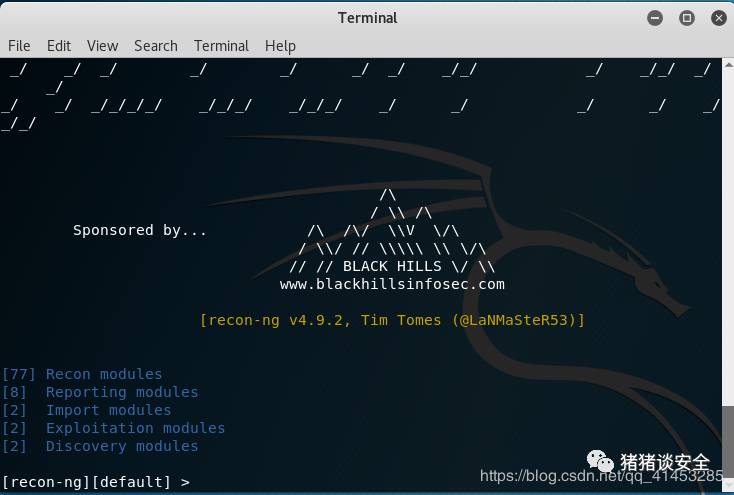 Terminal
File Edit View Search Terminal Help
_/    _/  _/        _/        _/      _/  _/    _/_/            _/    _/_/  _/
     _/
_/    _/  _/_/_/_/    _/_/_/    _/_/_/    _/      _/            _/      _/    _/
_/_/
/\
/ \\ /\
Sponsored by...           /\  /\/  \\V  \/\
/ \\/ // \\\\\ \\ \/\
// // BLACK HILLS \/ \\
www.blackhillsinfosec.com
[recon-ng v4.9.2, Tim Tomes (@LaNMaSteR53)]
[77] Recon modules
[8]  Reporting modules
[2]  Import modules
[2]  Exploitation modules
[2]  Discovery modules
[recon-ng][default] >
猪猪谈安全
https://blog.csdn.net/qq_41453285